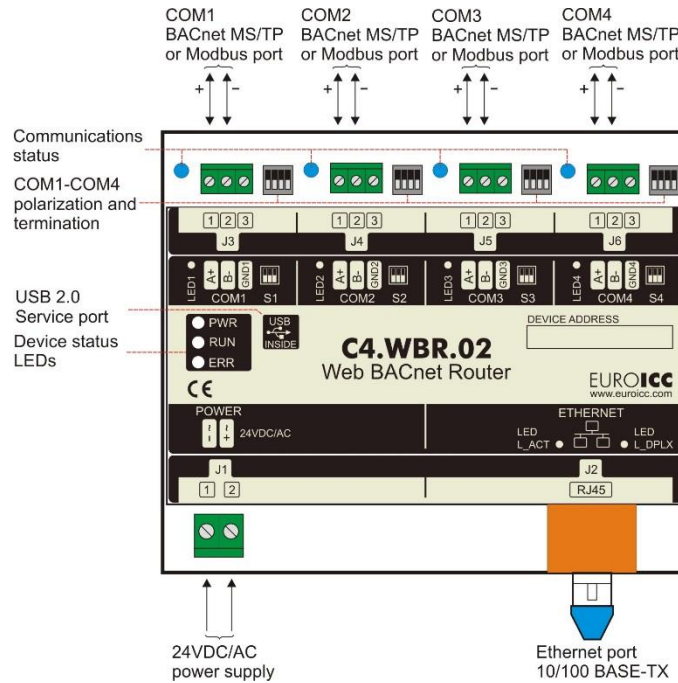 COM1
BACnet MS/TP
or Modbus port
COM2
BACnet MS/TP
or Modbus port
COM3
BACnet MS/TP
or Modbus port
COM4
BACnet MS/TP
or Modbus port
+ −
+ −
+ −
+ −
Communications
status
COM1-COM4
polarization and
termination
1 2 3
J3
1 2 3
J4
1 2 3
J5
1 2 3
J6
LED1 A+ B- GND1
COM1 S1
LED2 A+ B- GND2
COM2 S2
LED3 A+ B- GND3
COM3 S3
LED4 A+ B- GND4
COM4 S4
USB 2.0
Service port
Device status
LEDs
PWR
RUN
ERR
USB
INSIDE
C4.WBR.02
Web BACnet Router
DEVICE ADDRESS
CE
EUROICC
www.euroicc.com
POWER
~ ~
− +
24VDC/AC
ETHERNET
LED
L_ACT
LED
L_DPLX
J1
1 2
J2
RJ45
24VDC/AC
power supply
Ethernet port
10/100 BASE-TX